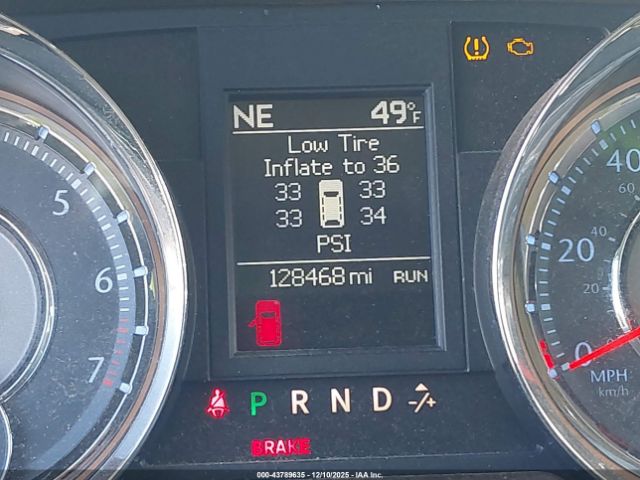 NE 49°F
Low Tire
Inflate to 36
33 33
33 34
PSI
128468 mi RUN
5
6
7
40
60
20
40
20
0
MPH
km/h
P R N D -/+
BRAKE
000-43789635 - 12/10/2025 - IAA Inc.